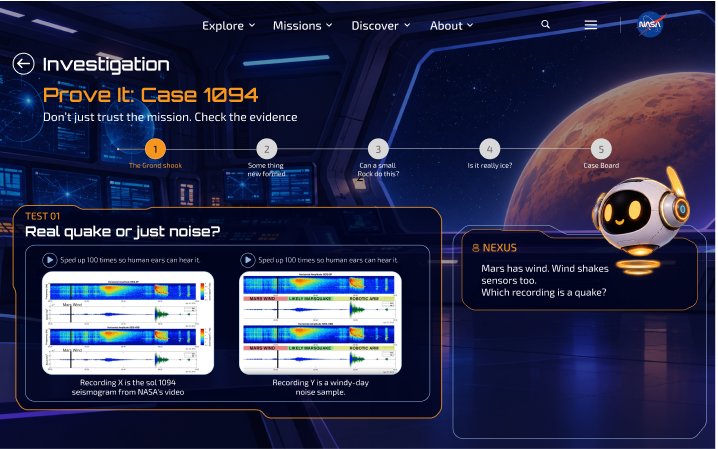 Explore Missions Discover About NASA
Investigation
Prove It: Case 1094
Don't just trust the mission. Check the evidence
1 2 3 4 5
The Grond shook Some thing Can a small Is it really ice? Case Board
new formed Rock do this?
TEST 01
Real quake or just noise?
Sped up 100 times so human ears can hear it. Sped up 100 times so human ears can hear it.
Mars Wind
MARS WIND LIKELY MARSQUAKE ROBOTIC ARM
Mars Wind
MARS WIND LIKELY MARSQUAKE ROBOTIC ARM
Recording X is the sol 1094
seismogram from NASA's video
Recording Y is a windy-day
noise sample.
NEXUS
Mars has wind. Wind shakes
sensors too.
Which recording is a quake?